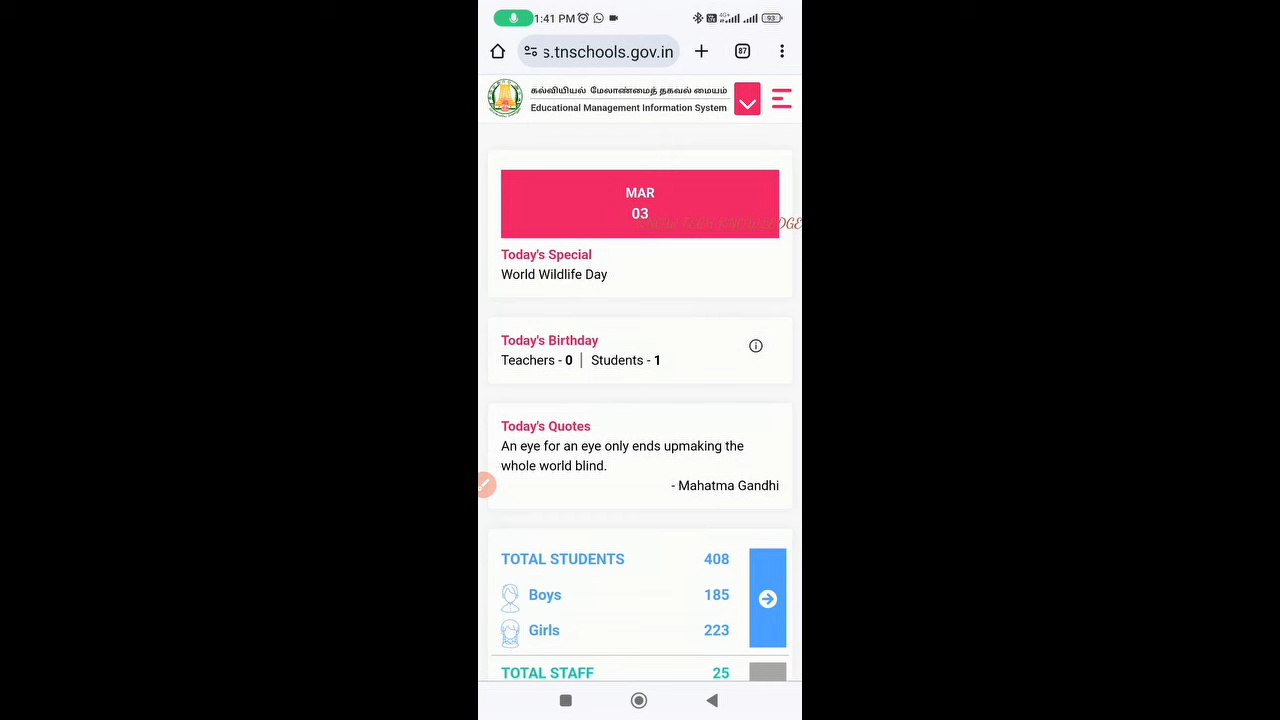 1:41 PM
4G+
93
s.tnschools.gov.in
87
கல்வியியல் மேலாண்மைத் தகவல் மையம்
Educational Management Information System
MAR
03
Today's Special
World Wildlife Day
Today's Birthday
Teachers - 0 | Students - 1
Today's Quotes
An eye for an eye only ends upmaking the
whole world blind.
- Mahatma Gandhi
TOTAL STUDENTS 408
Boys 185
Girls 223
TOTAL STAFF 25